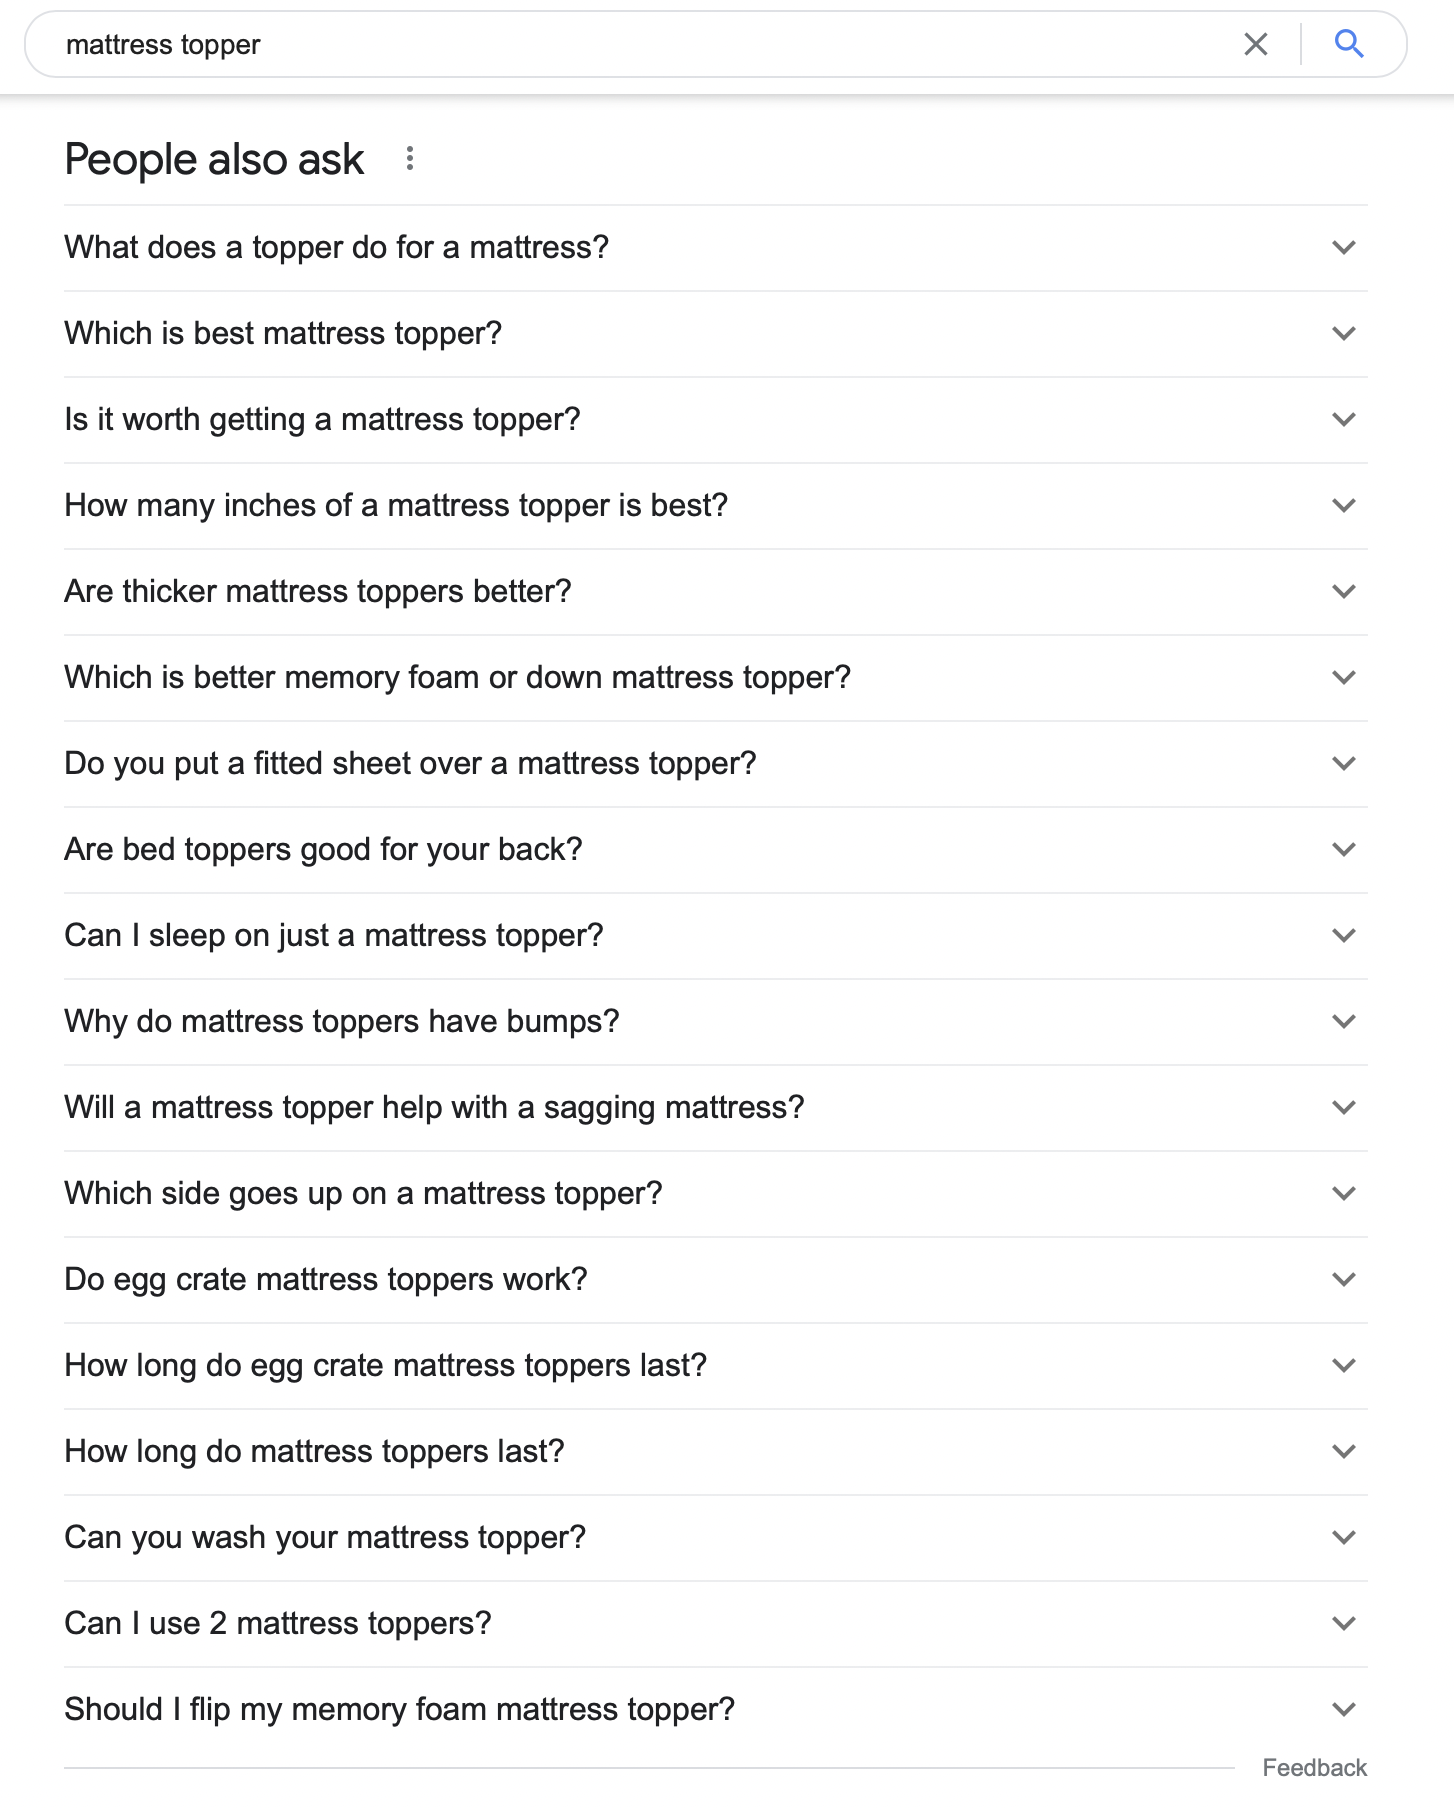 mattress topper
People also ask
What does a topper do for a mattress?
Which is best mattress topper?
Is it worth getting a mattress topper?
How many inches of a mattress topper is best?
Are thicker mattress toppers better?
Which is better memory foam or down mattress topper?
Do you put a fitted sheet over a mattress topper?
Are bed toppers good for your back?
Can I sleep on just a mattress topper?
Why do mattress toppers have bumps?
Will a mattress topper help with a sagging mattress?
Which side goes up on a mattress topper?
Do egg crate mattress toppers work?
How long do egg crate mattress toppers last?
How long do mattress toppers last?
Can you wash your mattress topper?
Can I use 2 mattress toppers?
Should I flip my memory foam mattress topper?
Feedback